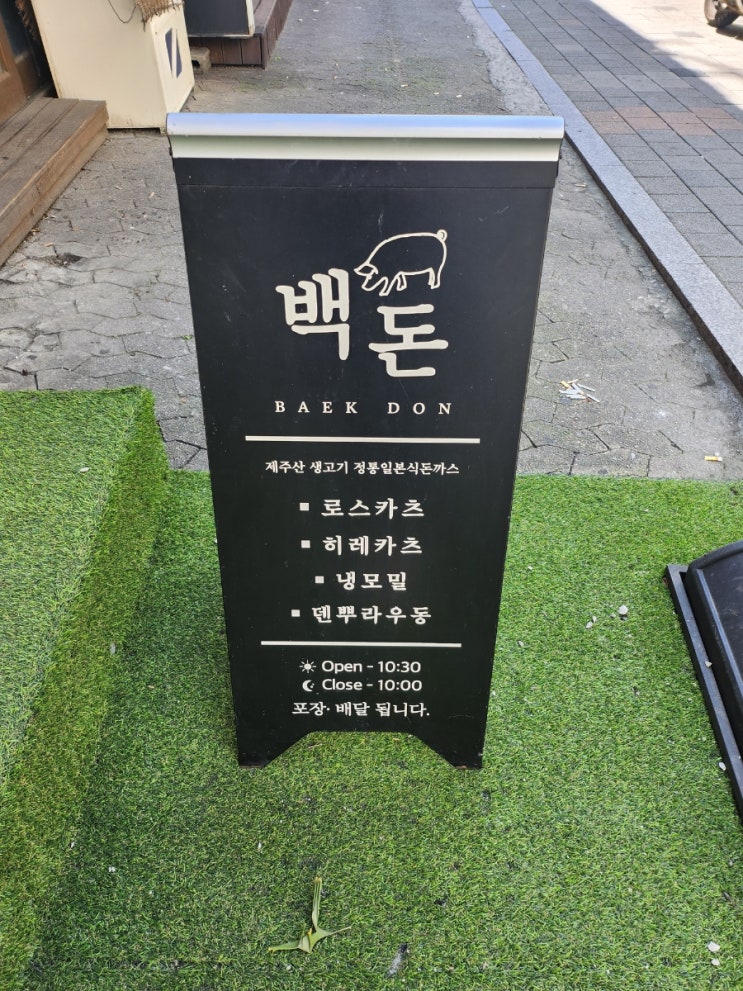 백돈
BAEK DON
제주산 생고기 정통일본식돈까스
▪ 로스카츠
▪ 히레카츠
▪ 냉모밀
▪ 덴뿌라우동
Open - 10:30
Close - 10:00
포장· 배달 됩니다.